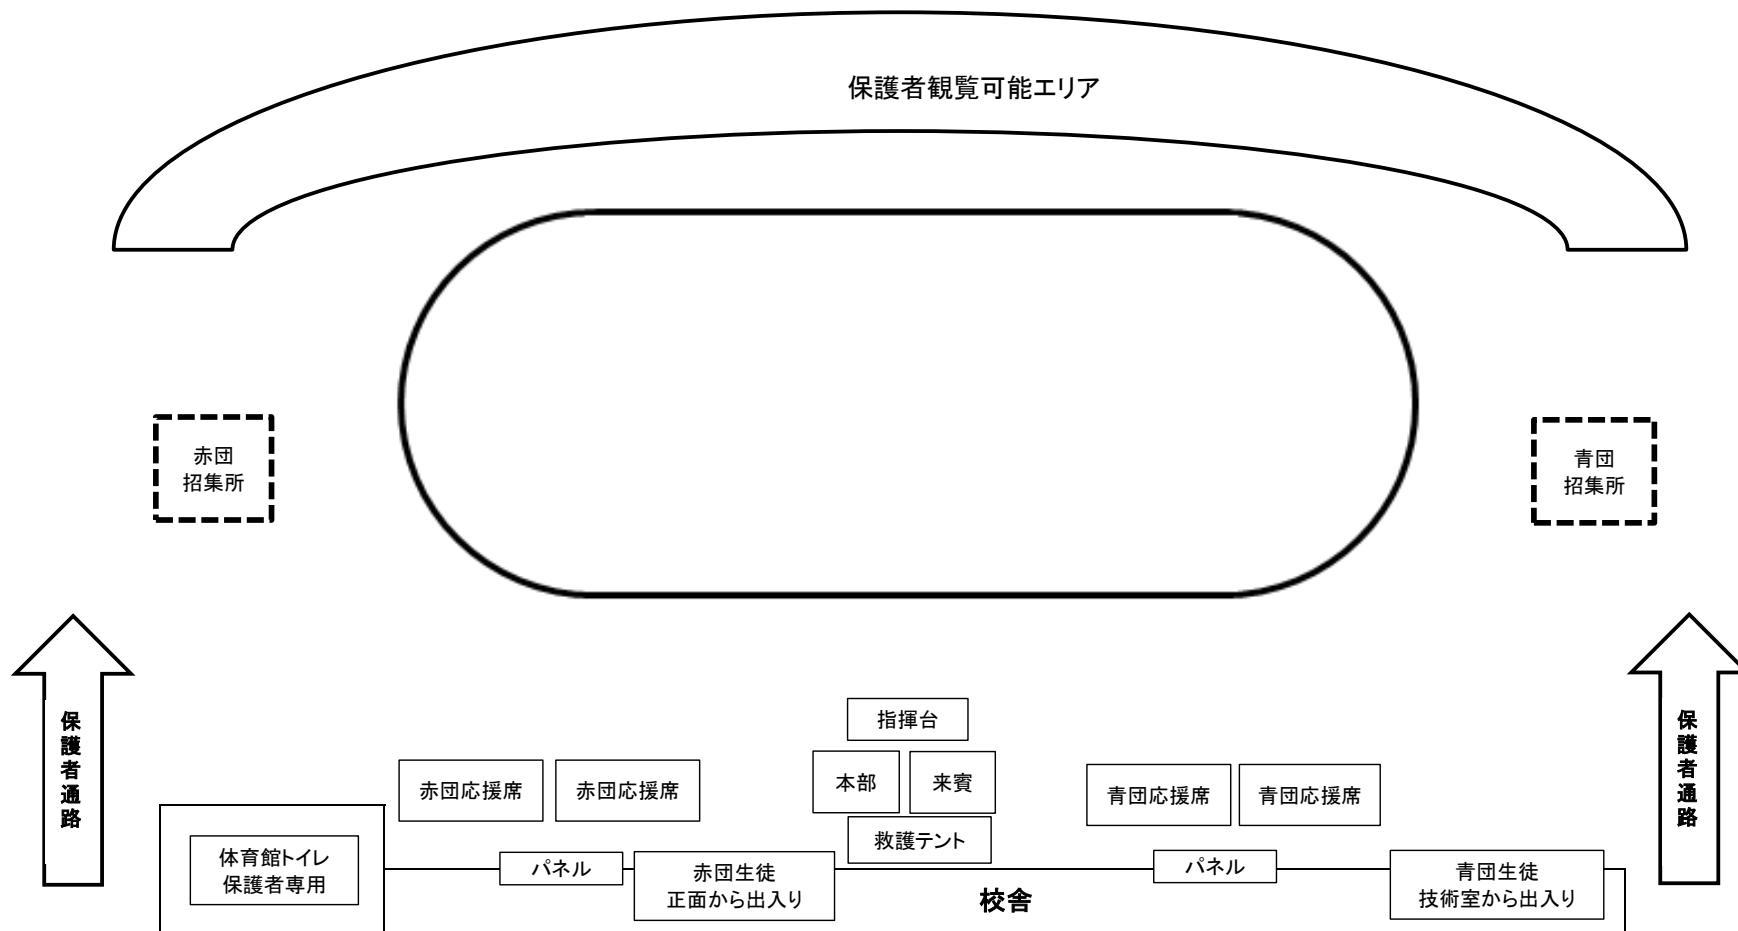 保護者観覧可能エリア
赤団
招集所
青団
招集所
保護者通路
保護者通路
指揮台
本部
来賓
赤団応援席
赤団応援席
青団応援席
青団応援席
救護テント
体育館トイレ
保護者専用
パネル
赤団生徒
正面から出入り
校舎
パネル
青団生徒
技術室から出入り